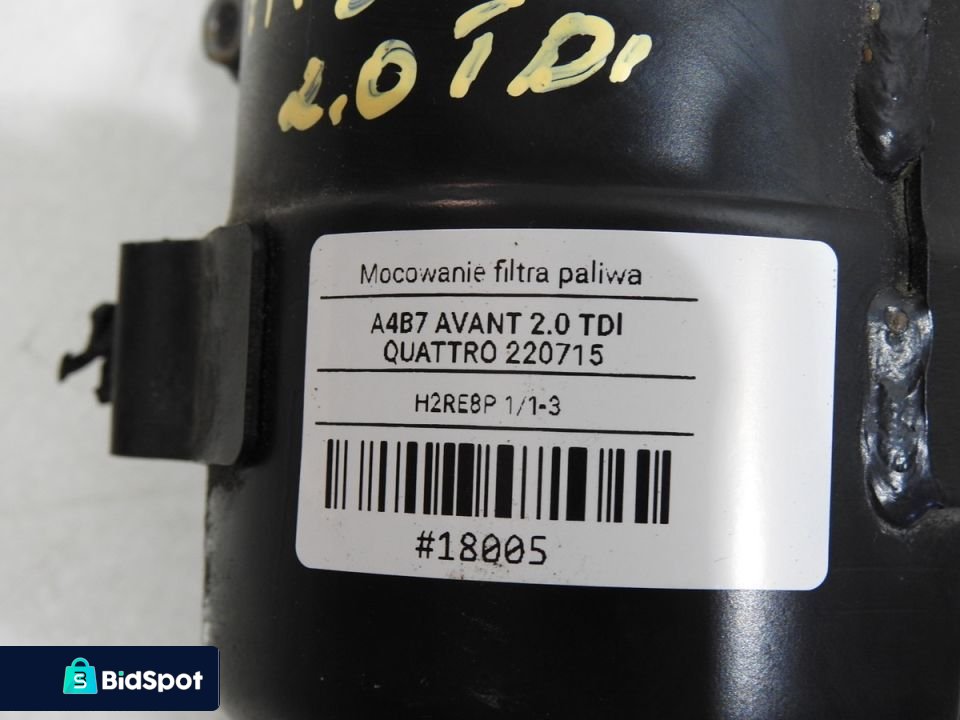 2.0 TDI
Mocowanie filtra paliwa
A4B7 AVANT 2.0 TDI
QUATTRO 220715
H2RE8P 1/1-3
#18005
BidSpot